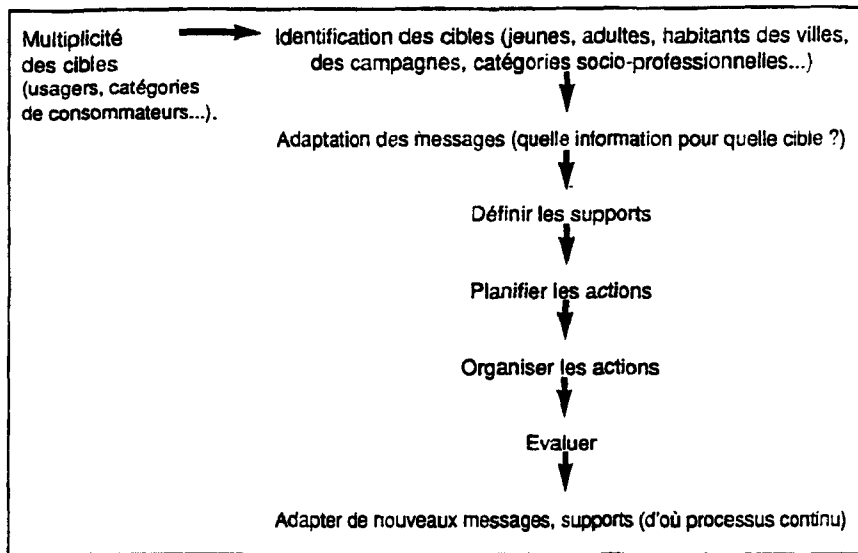 Multiplicité
des cibles
(usagers, catégories
de consommateurs...).
Identification des cibles (jeunes, adultes, habitants des villes,
des campagnes, catégories socio-professionnelles...)
Adaptation des messages (quelle information pour quelle cible ?)
Définir les supports
Planifier les actions
Organiser les actions
Evaluer
Adapter de nouveaux messages, supports (d'où processus continu)